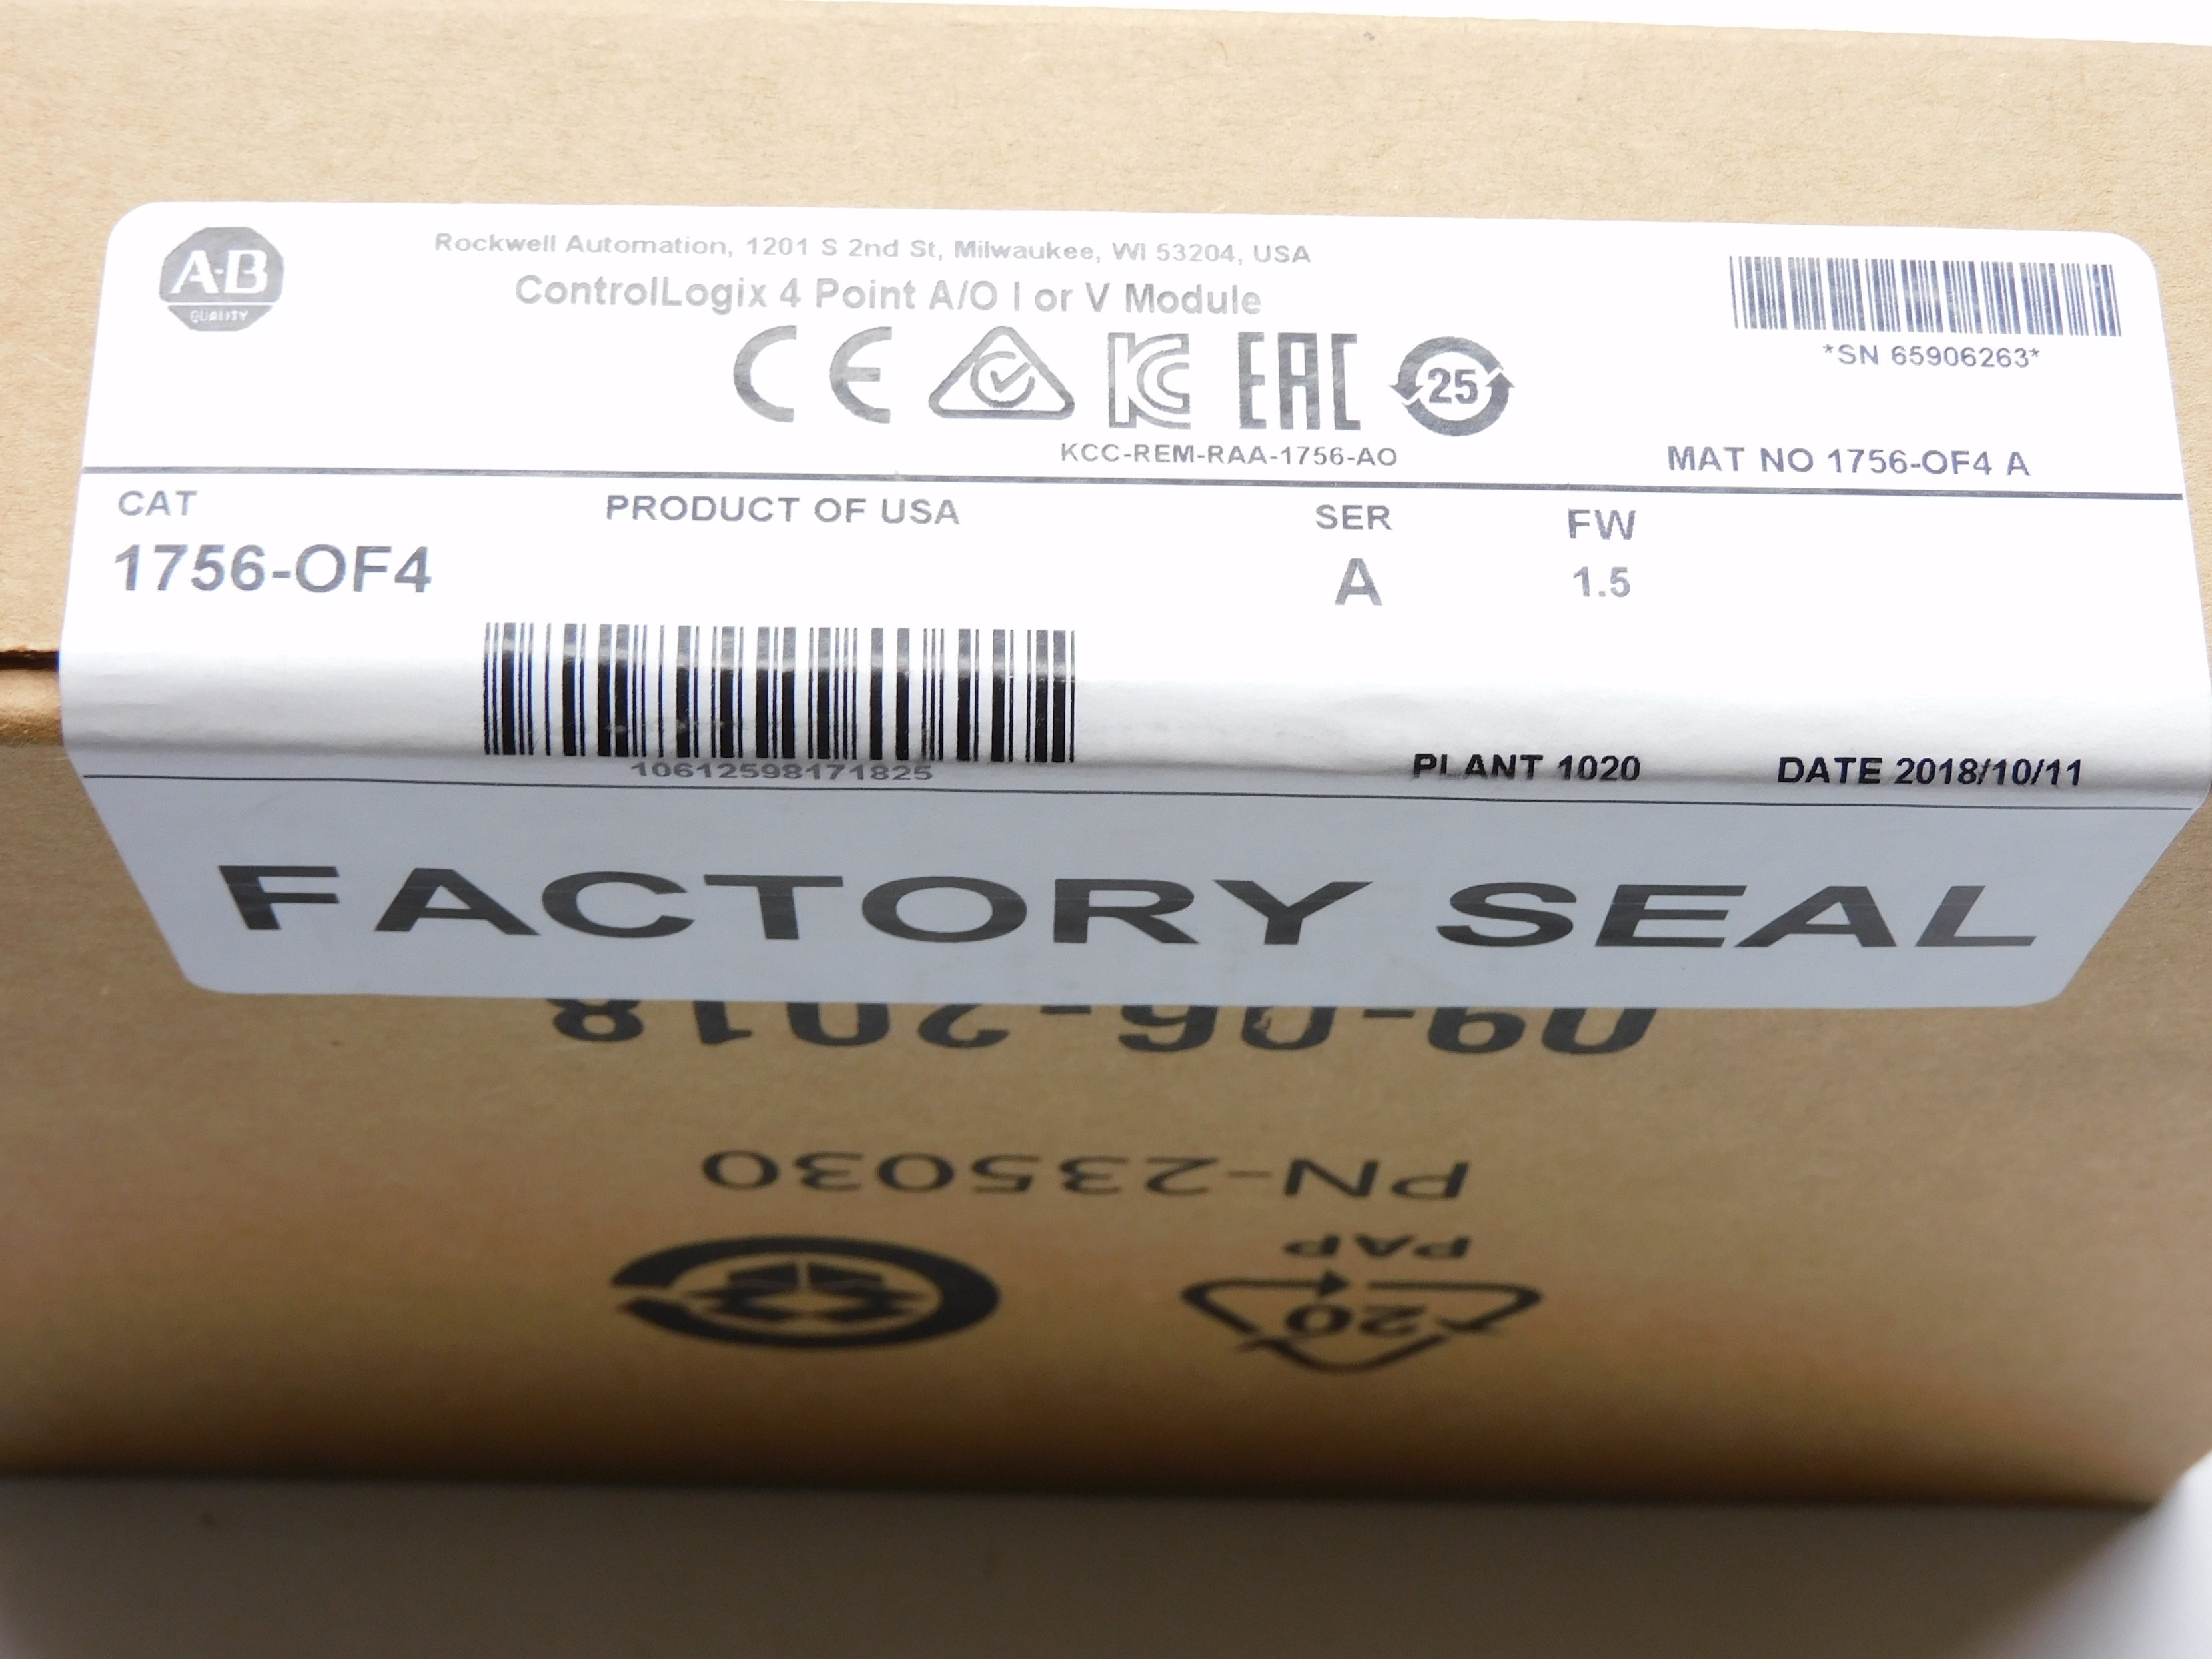 A-B
QUALITY
Rockwell Automation, 1201 S 2nd St, Milwaukee, WI 53204, USA
ControlLogix 4 Point A/O I or V Module
CE
KC
EAC
25
*SN 65906263*
KCC-REM-RAA-1756-AO
MAT NO 1756-OF4 A
CAT
PRODUCT OF USA
SER
FW
1756-OF4
A
1.5
10612598171825
PLANT 1020
DATE 2018/10/11
FACTORY SEAL
09-06-2018
PN-235030
PAP
20